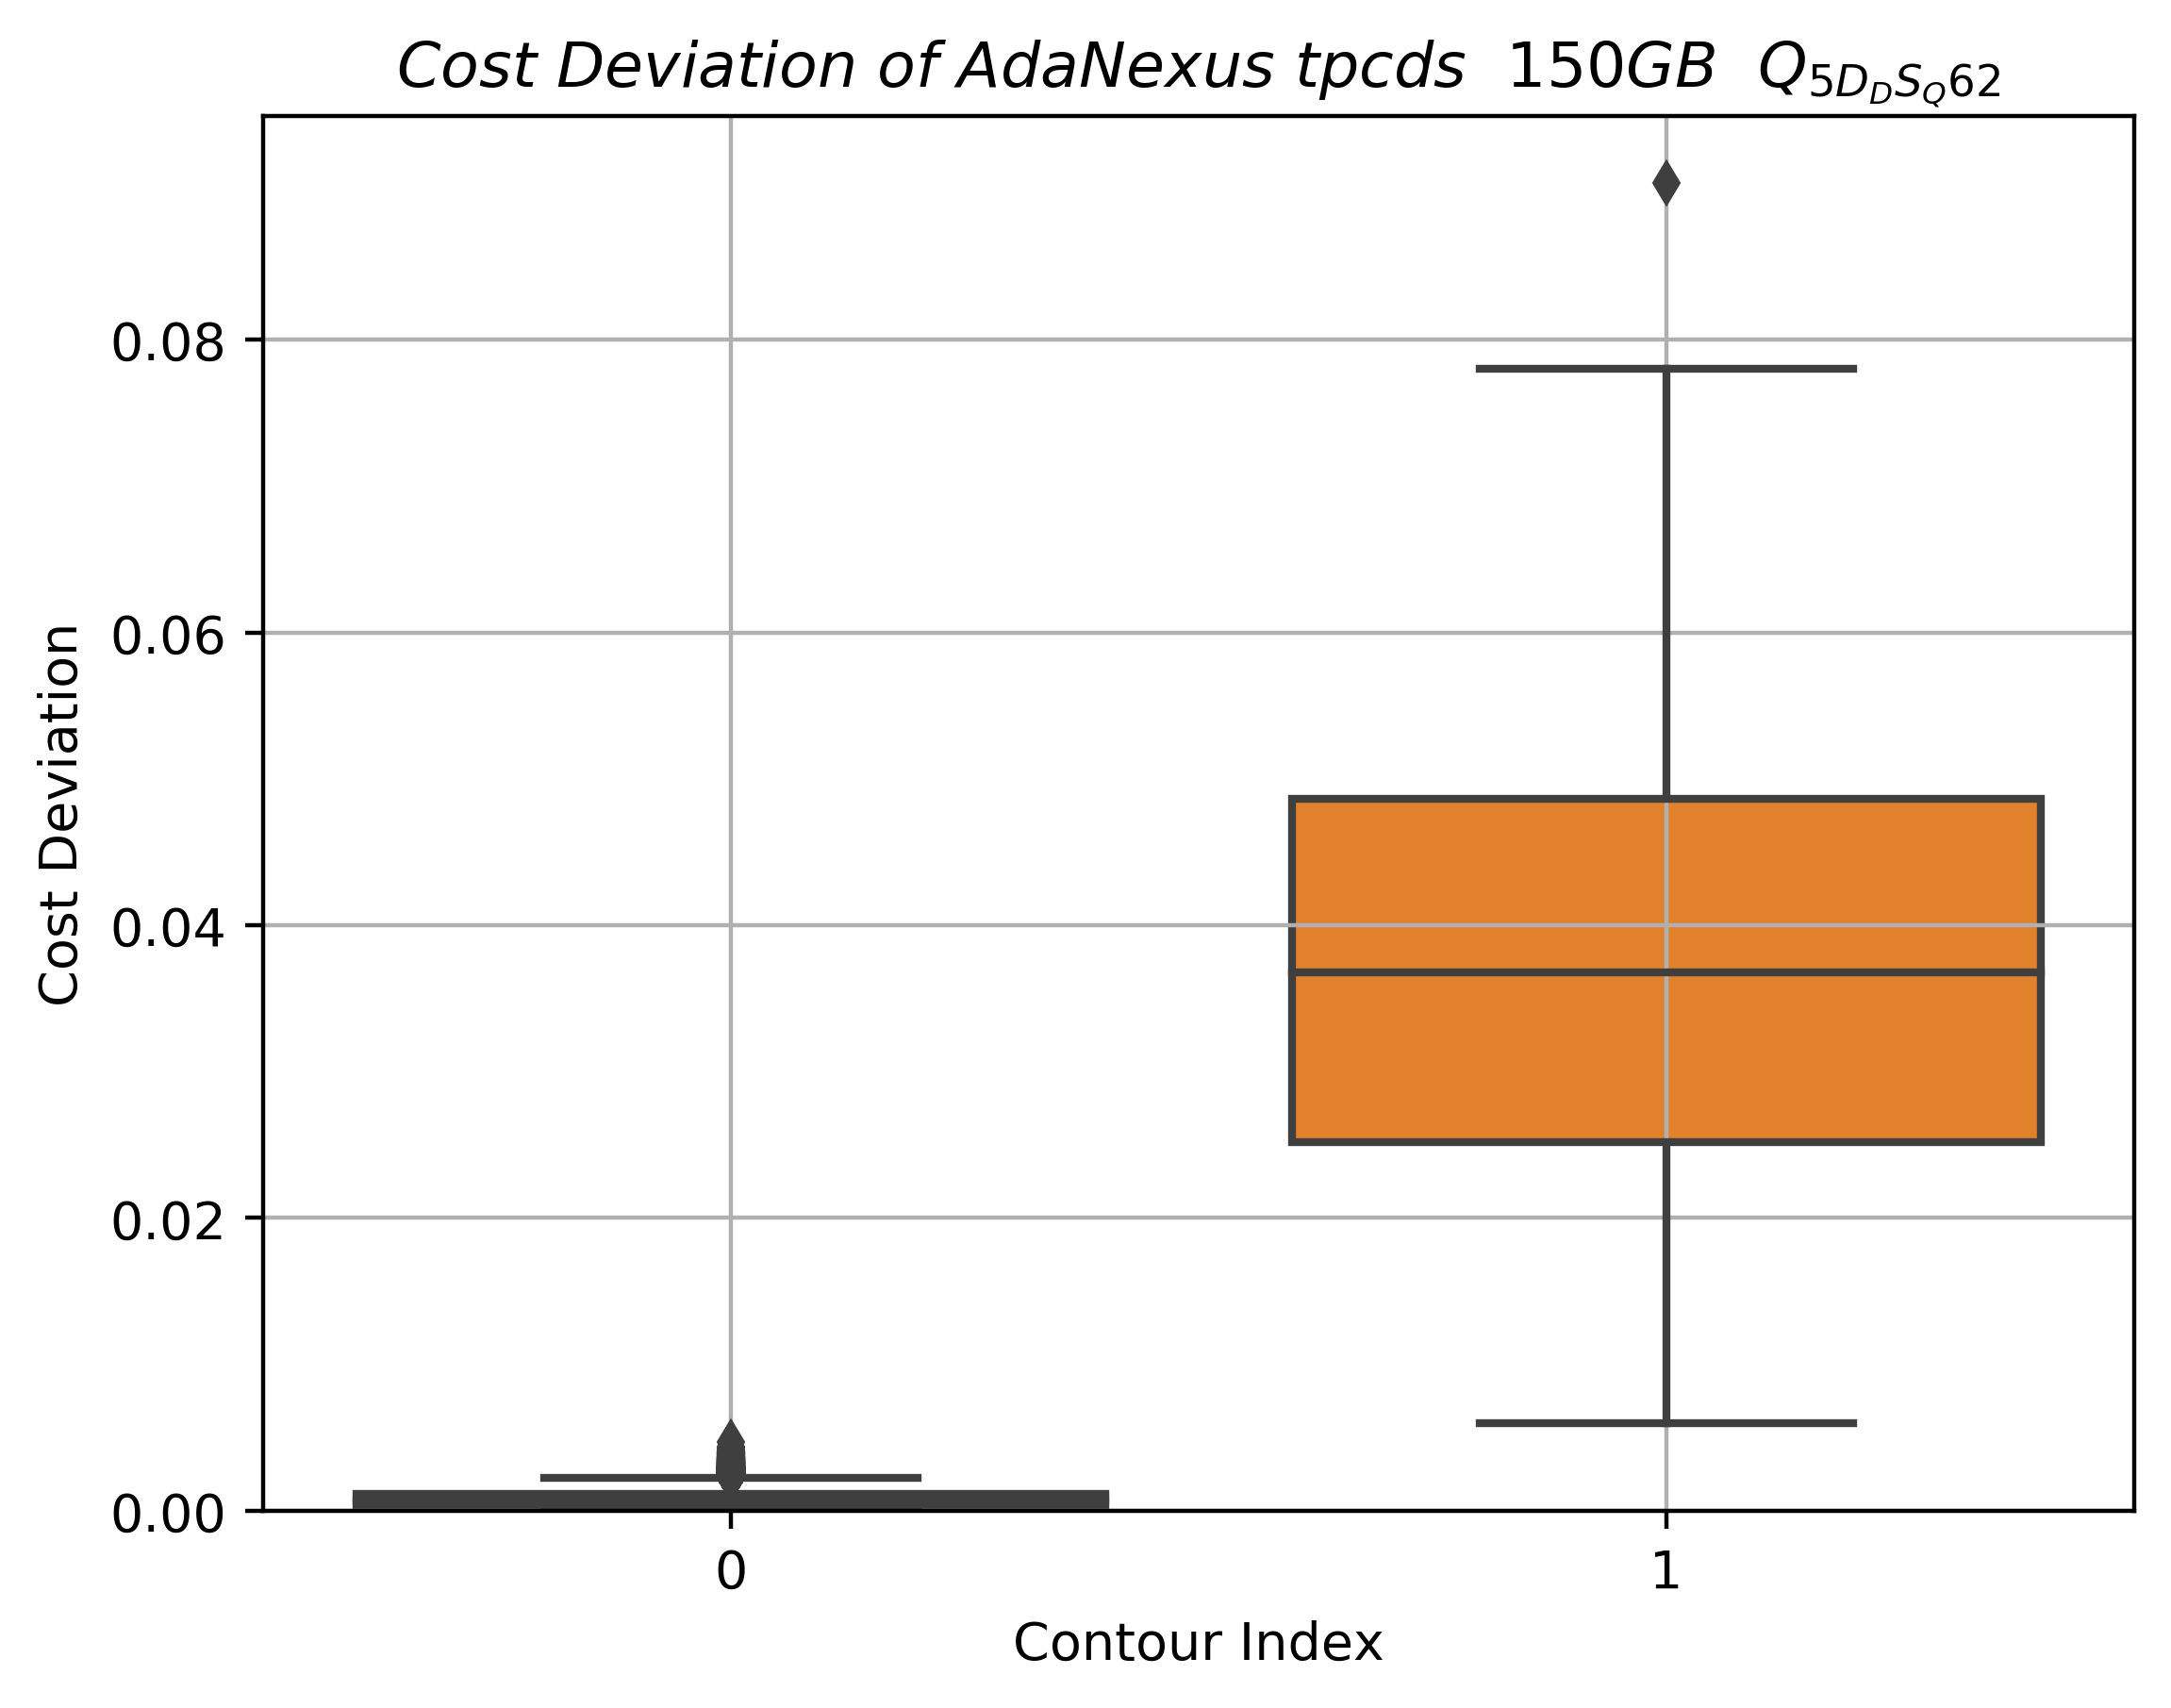 Cost Deviation of AdaNexus tpcds 150GB Q5DDSQ62
0.08
0.06
0.04
0.02
0.00
Cost Deviation
0
1
Contour Index